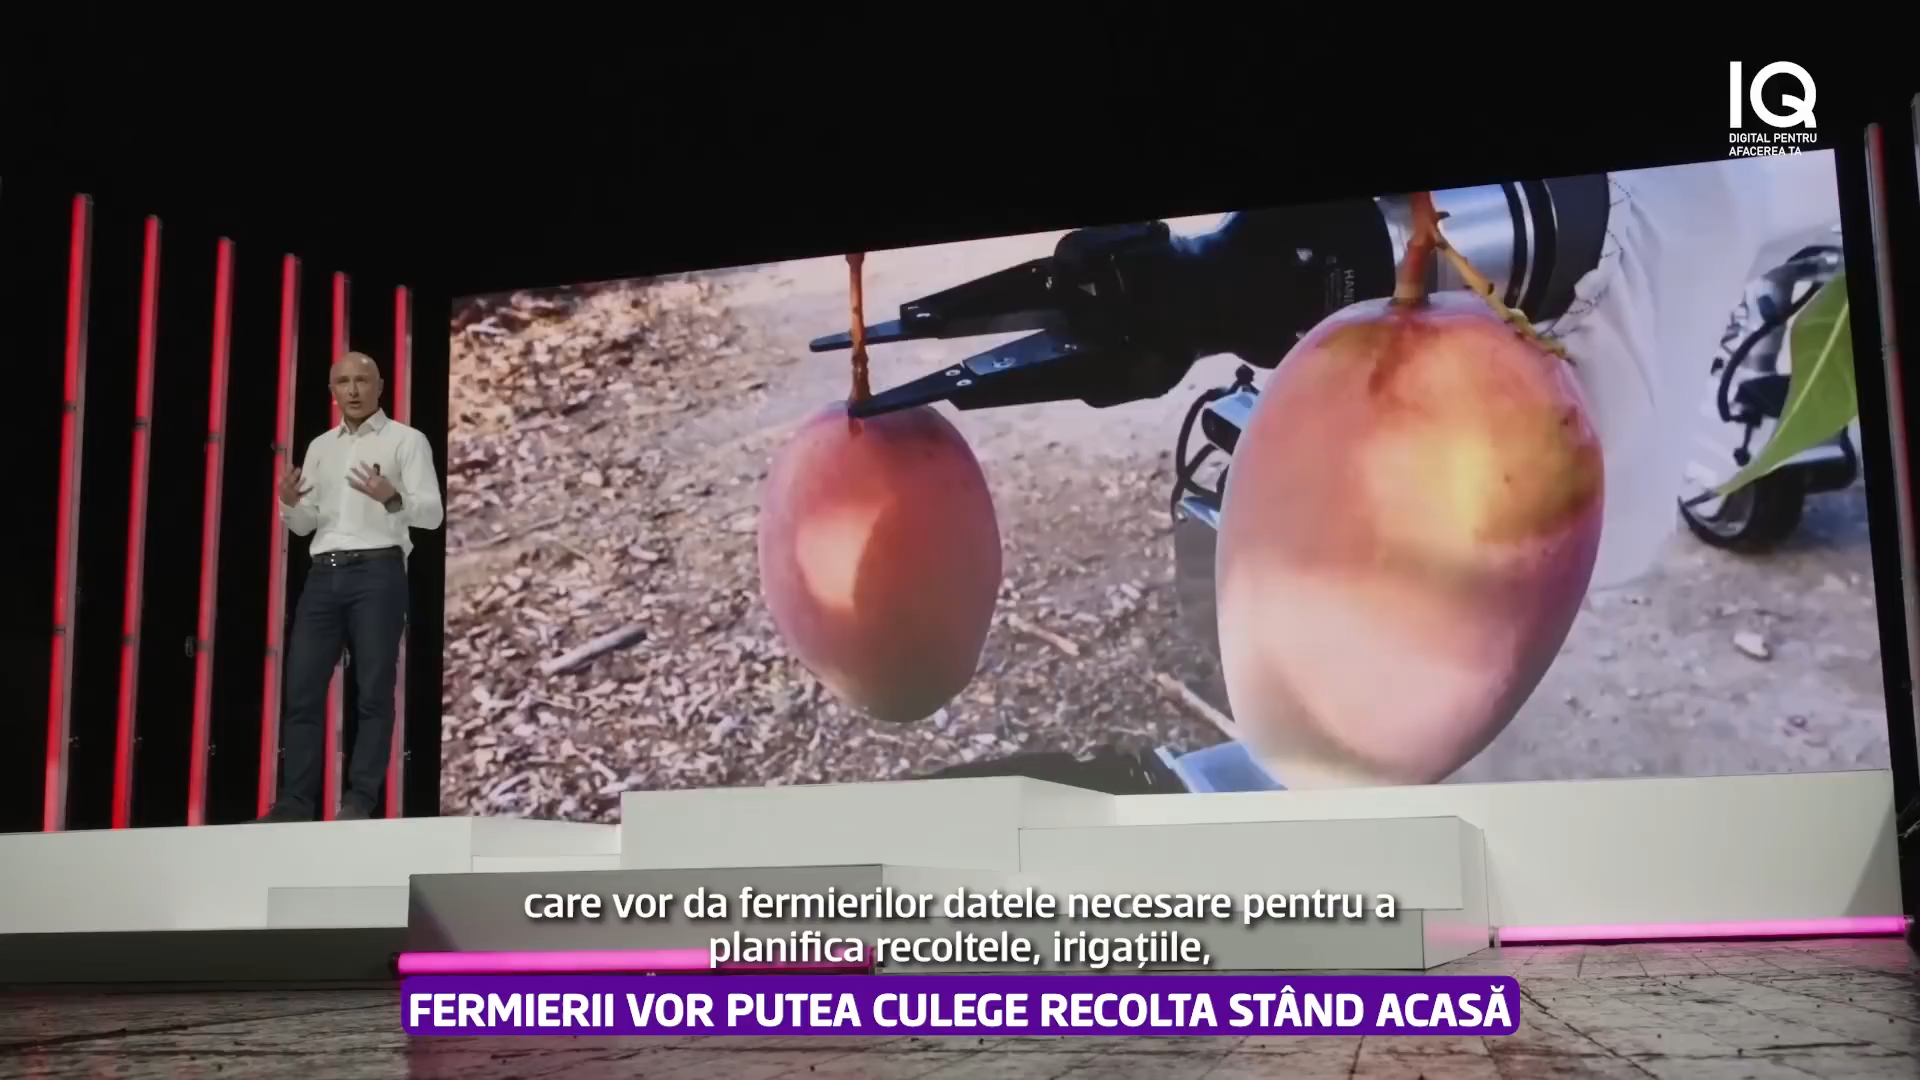 IQ
DIGITAL PENTRU
AFACEREA TA
care vor da fermierilor datele necesare pentru a
planifica recoltele, irigațiile,
FERMIERII VOR PUTEA CULEGE RECOLTA STÂND ACASĂ